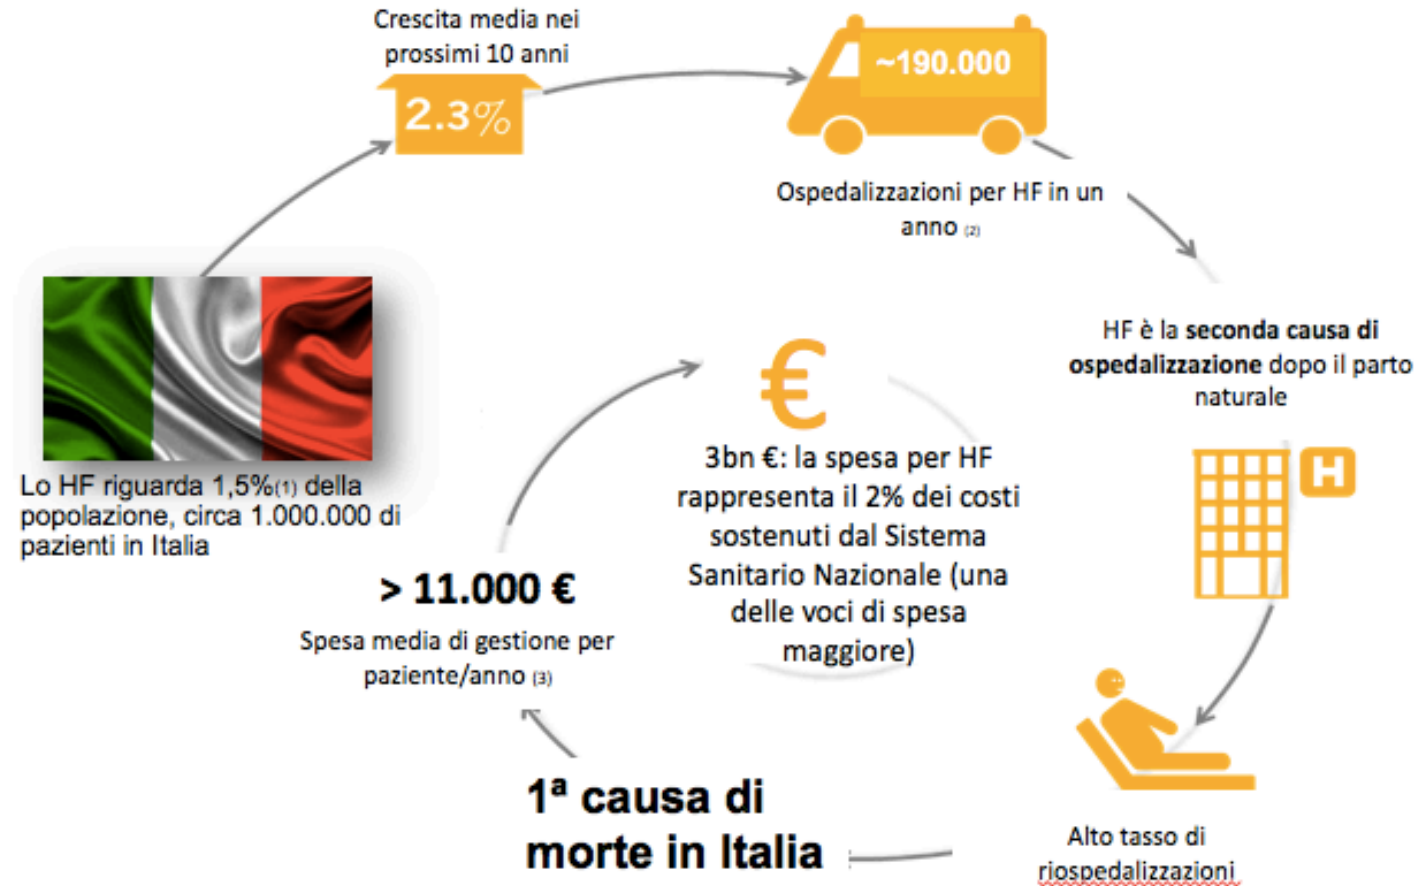 Crescita media nei
prossimi 10 anni
2.3%
~190.000
Ospedalizzazioni per HF in un
anno (2)
HF è la seconda causa di
ospedalizzazione dopo il parto
naturale
H
Alto tasso di
riospedalizzazioni
1ª causa di
morte in Italia
> 11.000 €
Spesa media di gestione per
paziente/anno (3)
€
3bn €: la spesa per HF
rappresenta il 2% dei costi
sostenuti dal Sistema
Sanitario Nazionale (una
delle voci di spesa
maggiore)
Lo HF riguarda 1,5%(1) della
popolazione, circa 1.000.000 di
pazienti in Italia